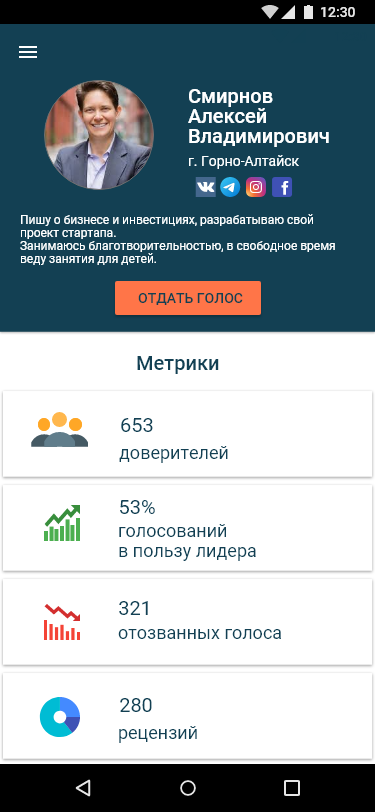 12:30
Смирнов
Алексей
Владимирович
г. Горно-Алтайск
Пишу о бизнесе и инвестициях, разрабатываю свой
проект стартапа.
Занимаюсь благотворительностью, в свободное время
веду занятия для детей.
ОТДАТЬ ГОЛОС
Метрики
653
доверителей
53%
голосований
в пользу лидера
321
отозванных голоса
280
рецензий